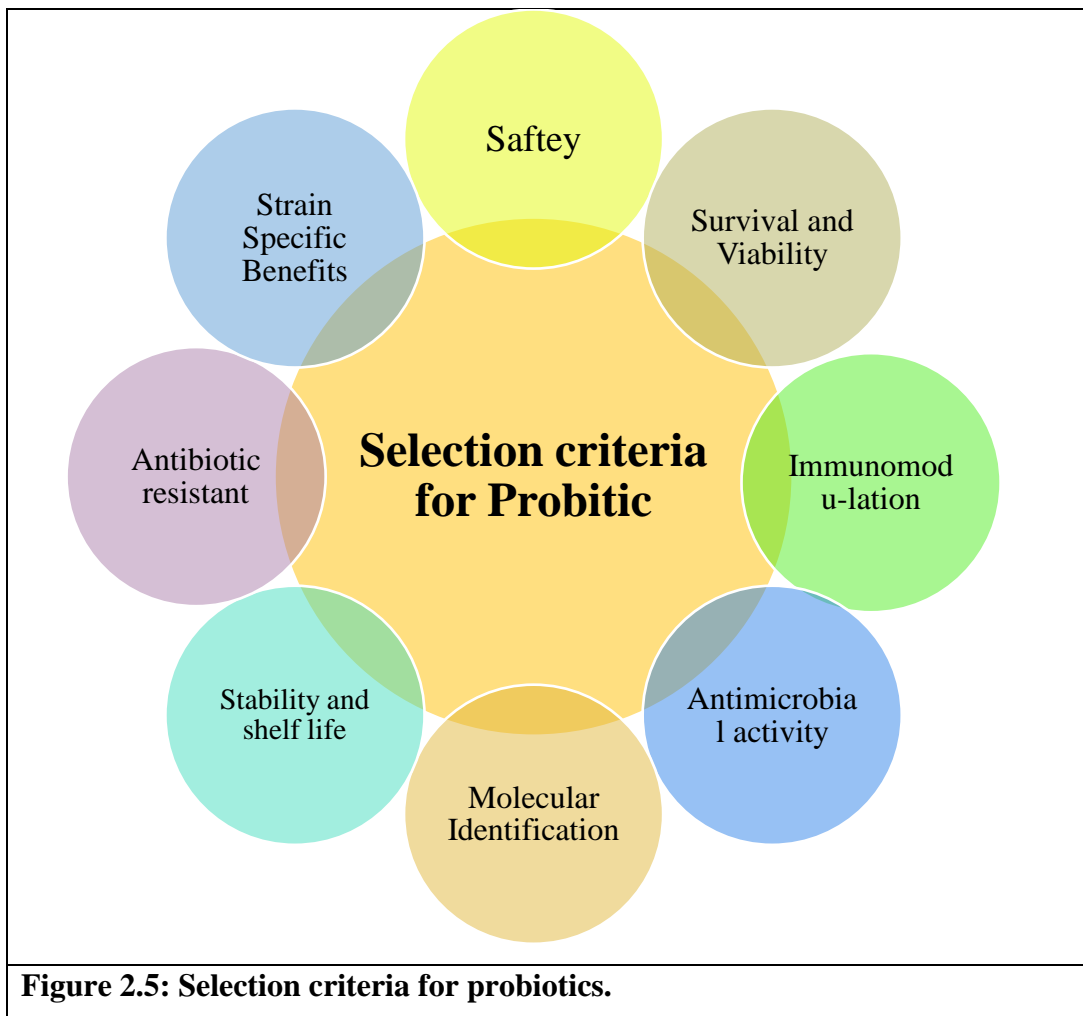 Saftey
Survival and
Viability
Immunomod
u-lation
Antimicrobia
l activity
Molecular
Identification
Stability and
shelf life
Antibiotic
resistant
Strain
Specific
Benefits
Selection criteria
for Probitic
Figure 2.5: Selection criteria for probiotics.